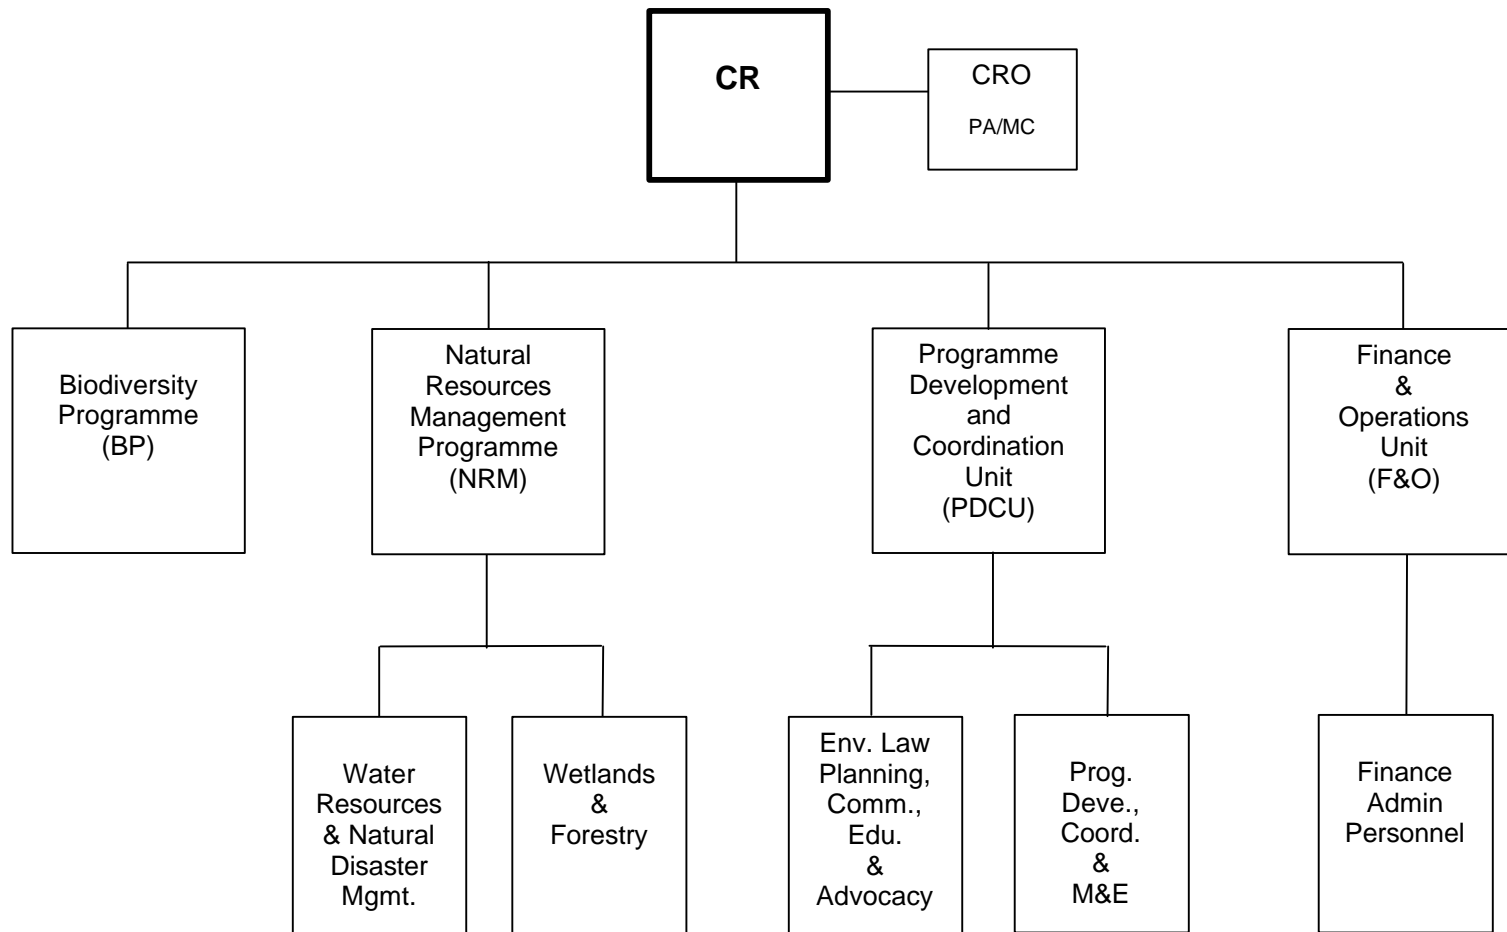 CR
CRO
PA/MC
Biodiversity
Programme
(BP)
Natural
Resources
Management
Programme
(NRM)
Programme
Development
and
Coordination
Unit
(PDCU)
Finance
&
Operations
Unit
(F&O)
Water
Resources
& Natural
Disaster
Mgmt.
Wetlands
&
Forestry
Env. Law
Planning,
Comm.,
Edu.
&
Advocacy
Prog.
Deve.,
Coord.
&
M&E
Finance
Admin
Personnel